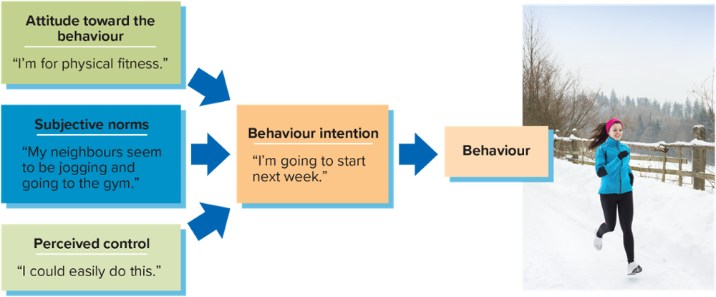 Attitude toward the
behaviour
“I’m for physical fitness.”
Subjective norms
“My neighbours seem
to be jogging and
going to the gym.”
Perceived control
“I could easily do this.”
Behaviour intention
“I’m going to start
next week.”
Behaviour